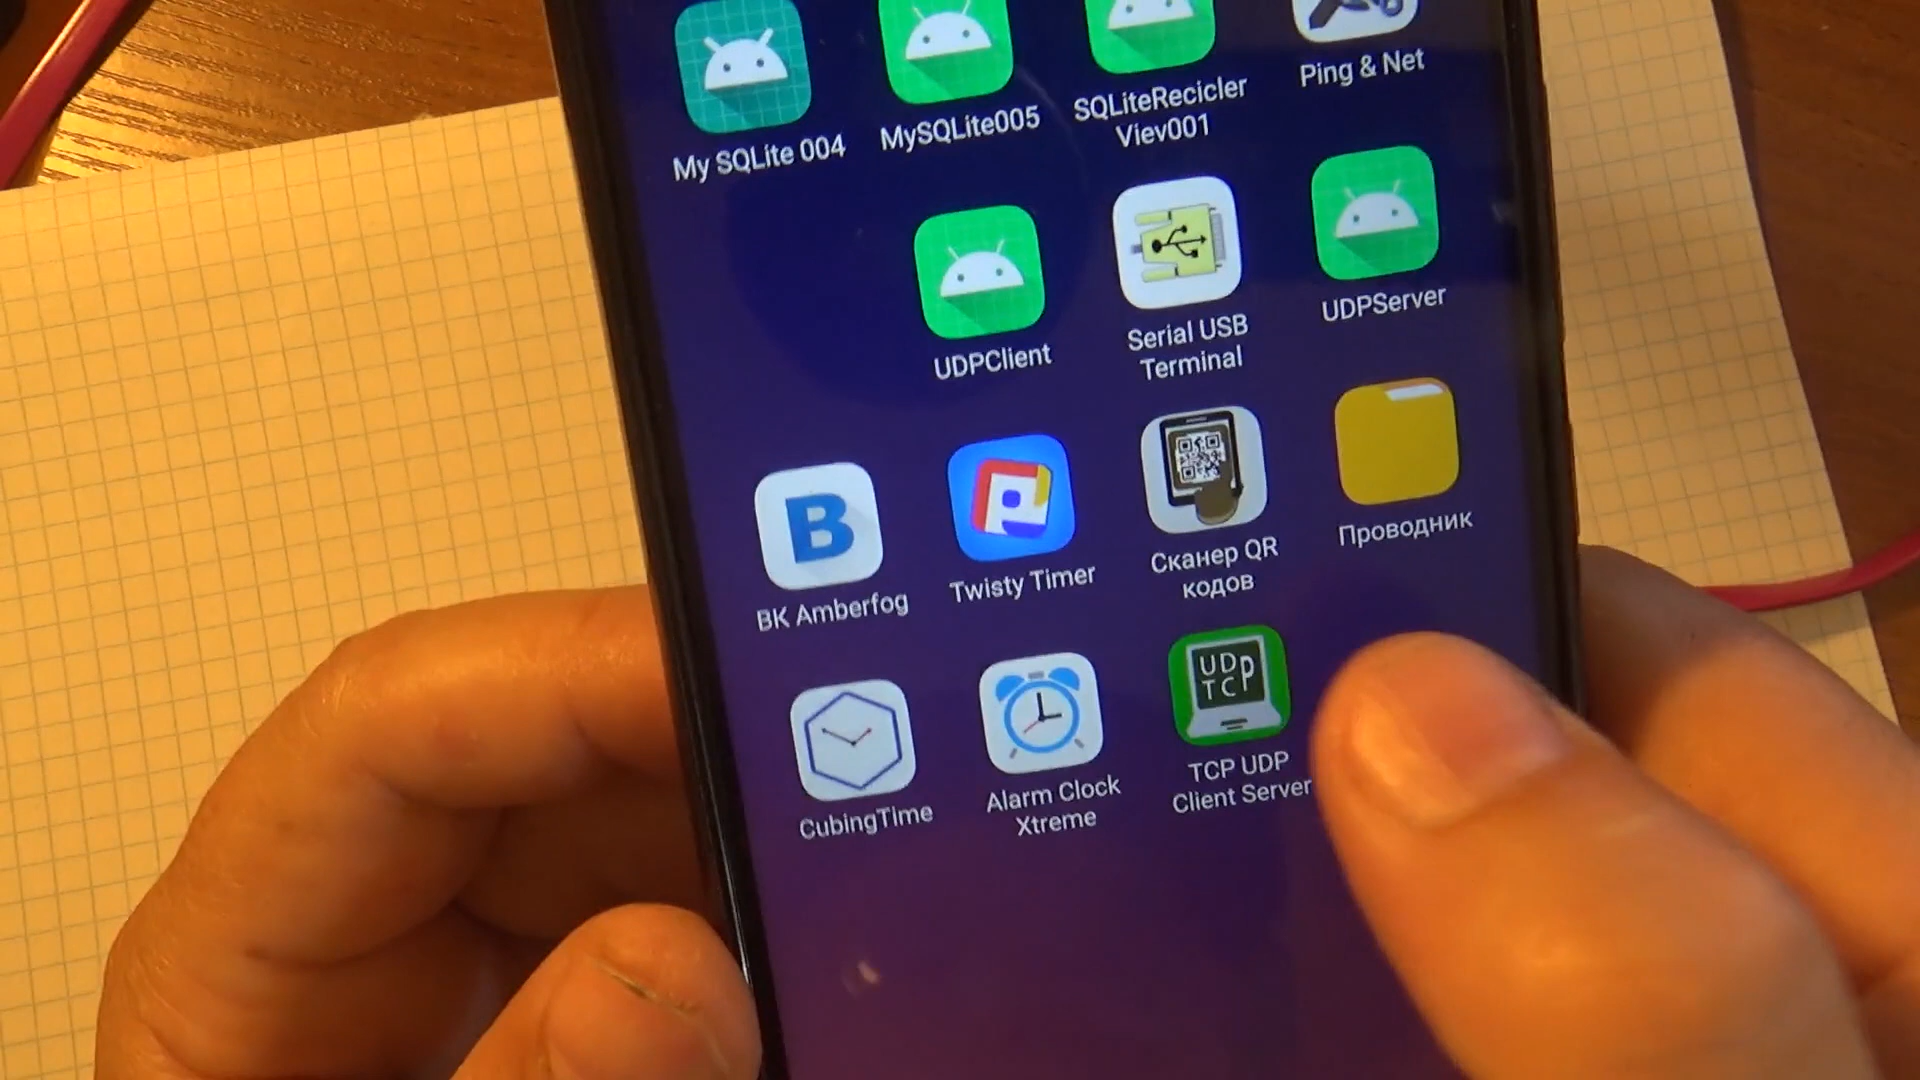 My SQLite 004
MySQLite005
SQLiteRecicler
Viev001
Ping & Net
UDPClient
Serial USB
Terminal
UDPServer
B
BK Amberfog
Twisty Timer
Сканер QR
кодов
Проводник
CubingTime
Alarm Clock
Xtreme
UDP
TCP
TCP UDP
Client Server